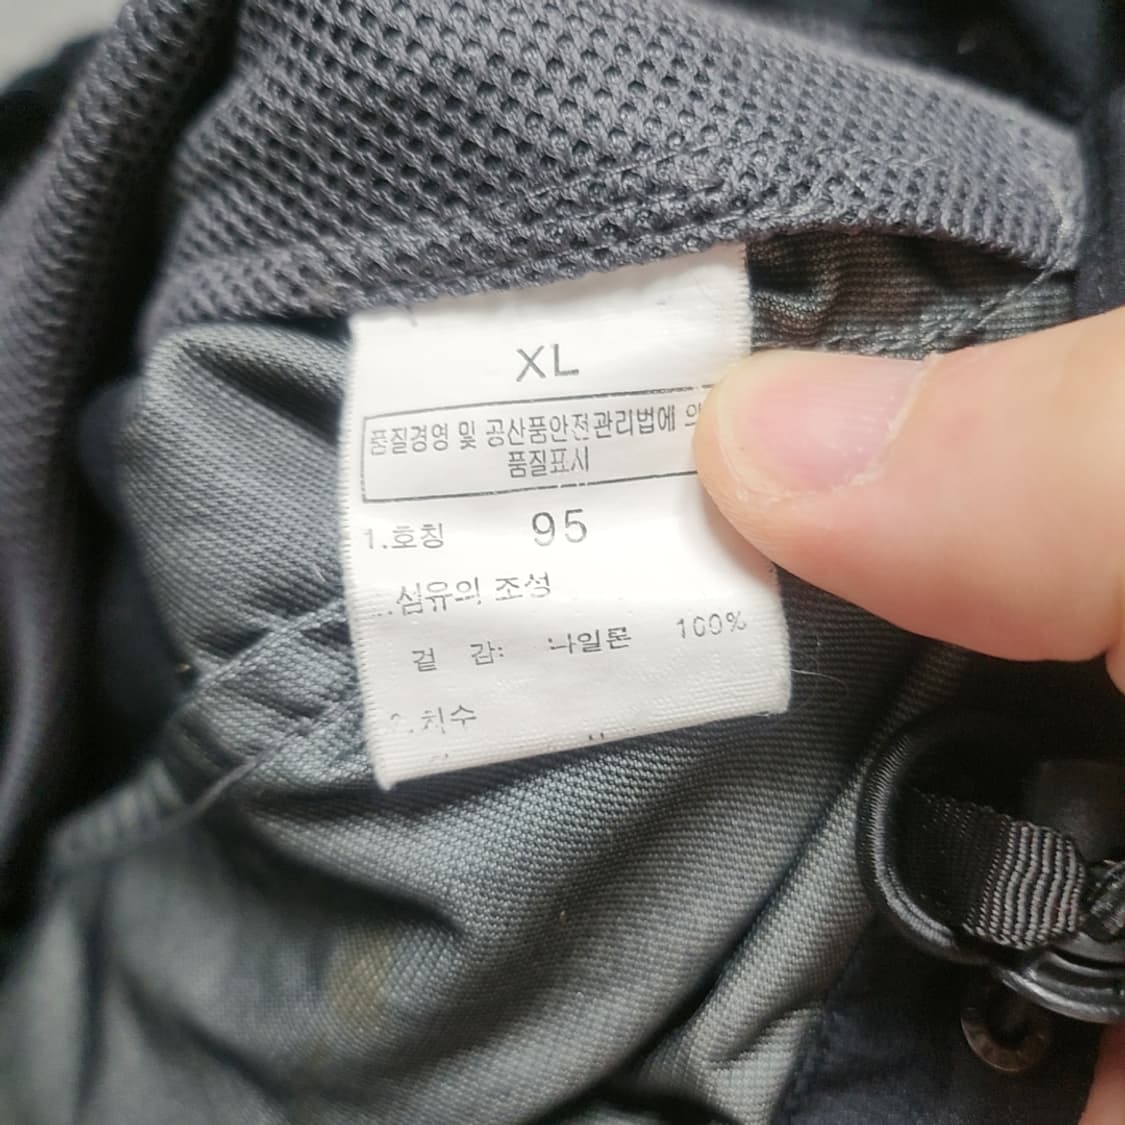 XL
품질경영 및 공산품안전관리법에 의
품질표시
1.호칭 95
섬유의 조성
겉 감: 나일론 100%
치수